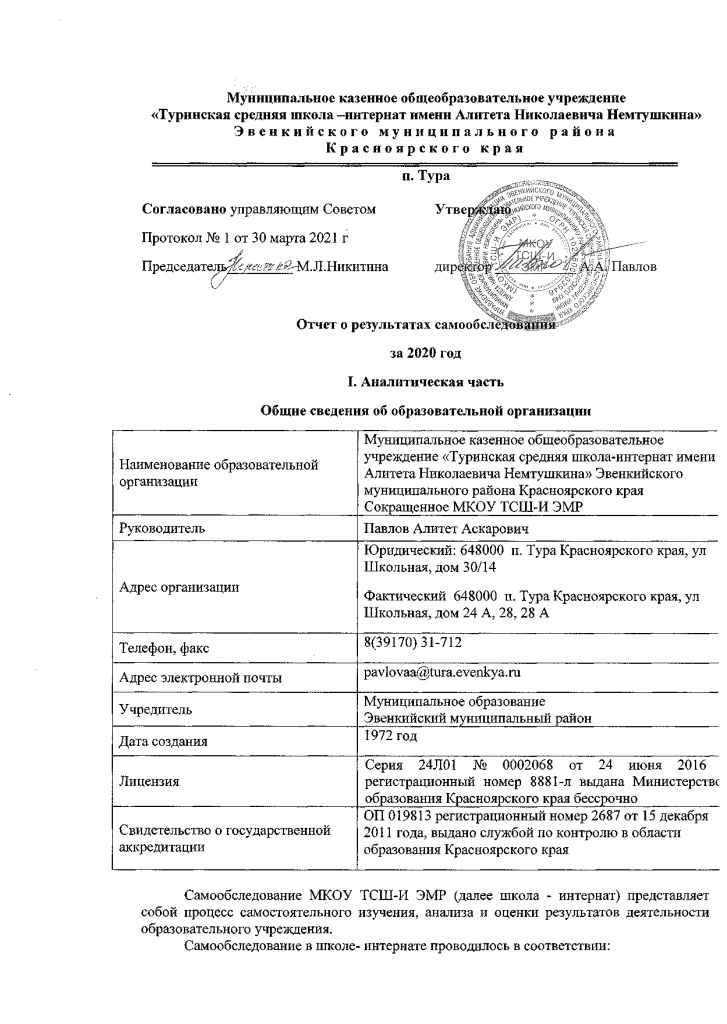 Муниципальное казенное общеобразовательное учреждение
«Туринская средняя школа –интернат имени Алитета Николаевича Немтушкина»
Эвенкийского муниципального района
Красноярского края
п. Тура
Согласовано управляющим Советом
Утверждаю
Протокол № 1 от 30 марта 2021 г
Председатель М.Л.Никитина
директор А.А. Павлов
МКОУ
ТСШ-И
ЭМР
Отчет о результатах самообследования
за 2020 год
I. Аналитическая часть
Общие сведения об образовательной организации
Наименование образовательной
организации
Муниципальное казенное общеобразовательное
учреждение «Туринская средняя школа-интернат имени
Алитета Николаевича Немтушкина» Эвенкийского
муниципального района Красноярского края
Сокращенное МКОУ ТСШ-И ЭМР
Руководитель
Павлов Алитет Аскарович
Адрес организации
Юридический: 648000 п. Тура Красноярского края, ул
Школьная, дом 30/14
Фактический 648000 п. Тура Красноярского края, ул
Школьная, дом 24 А, 28, 28 А
Телефон, факс
8(39170) 31-712
Адрес электронной почты
pavlovaa@tura.evenkya.ru
Учредитель
Муниципальное образование
Эвенкийский муниципальный район
Дата создания
1972 год
Лицензия
Серия 24Л01 № 0002068 от 24 июня 2016
регистрационный номер 8881-л выдана Министерство
образования Красноярского края бессрочно
Свидетельство о государственной
аккредитации
ОП 019813 регистрационный номер 2687 от 15 декабря
2011 года, выдано службой по контролю в области
образования Красноярского края
Самообследование МКОУ ТСШ-И ЭМР (далее школа - интернат) представляет
собой процесс самостоятельного изучения, анализа и оценки результатов деятельности
образовательного учреждения.
Самообследование в школе- интернате проводилось в соответствии: